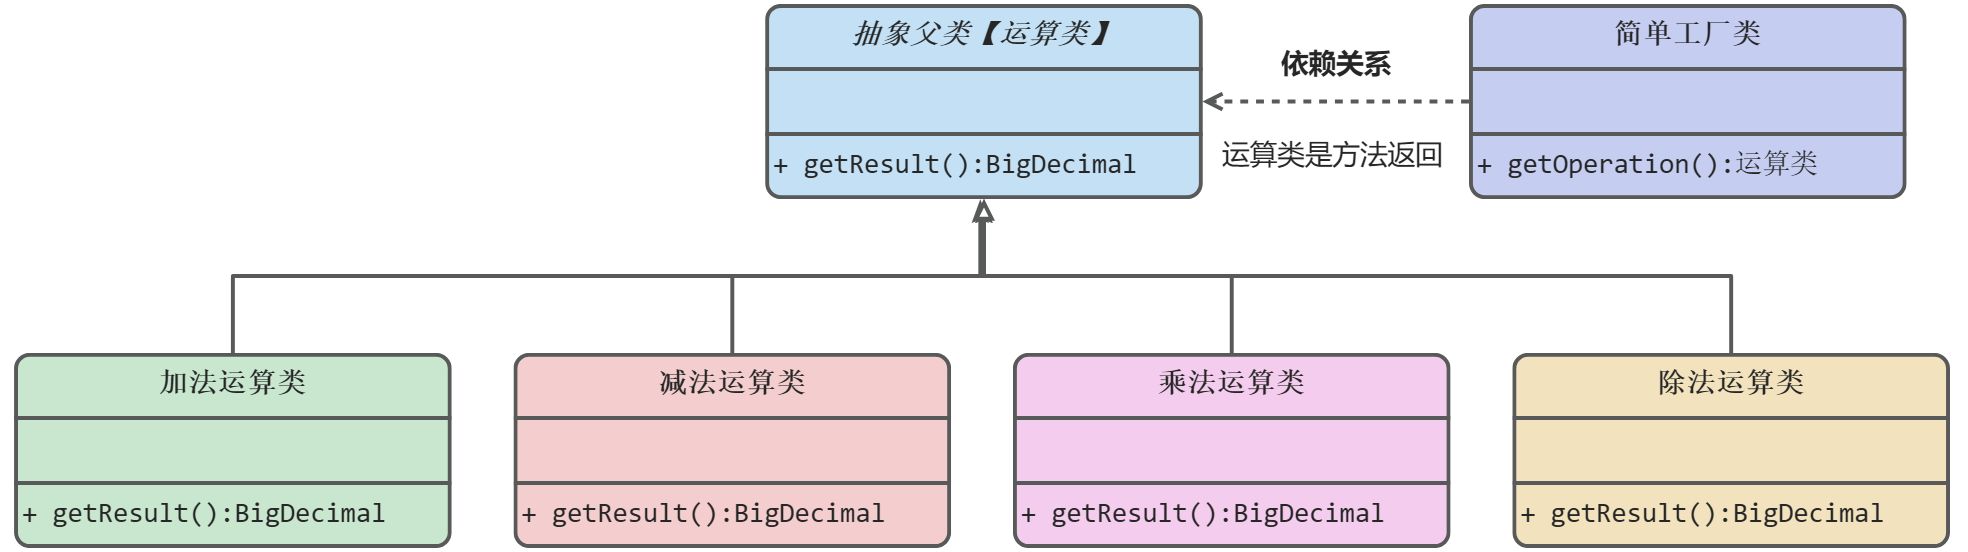 抽象父类【运算类】
+ getResult():BigDecimal
依赖关系
运算类是方法返回
简单工厂类
+ getOperation():运算类
加法运算类
+ getResult():BigDecimal
减法运算类
+ getResult():BigDecimal
乘法运算类
+ getResult():BigDecimal
除法运算类
+ getResult():BigDecimal